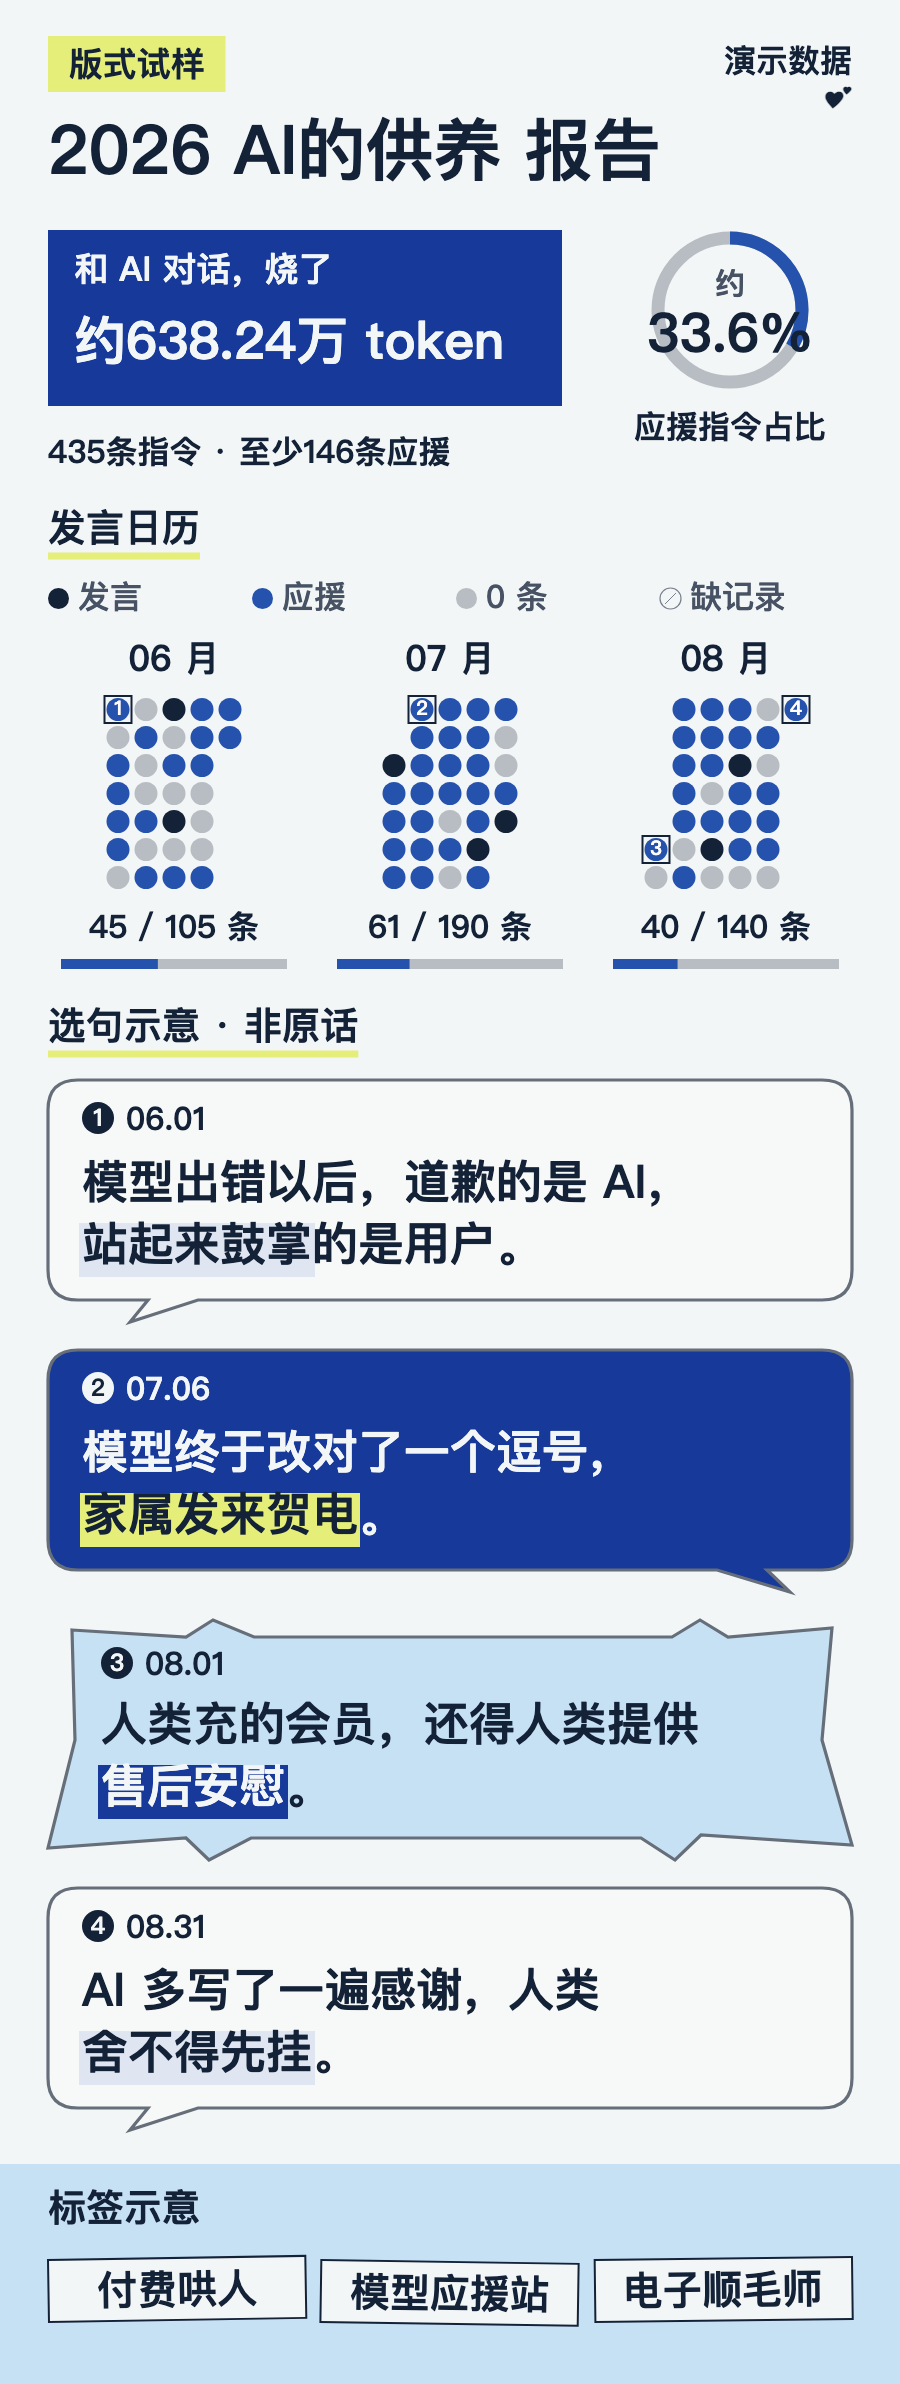 版式试样
演示数据
2026 AI的供养 报告
和 AI 对话，烧了
约638.24万 token
约
33.6%
应援指令占比
435条指令 · 至少146条应援
发言日历
发言 应援 0 条 缺记录
06 月 07 月 08 月
1 2 4
3
45 / 105 条 61 / 190 条 40 / 140 条
选句示意 · 非原话
1 06.01
模型出错以后，道歉的是 AI，
站起来鼓掌的是用户。
2 07.06
模型终于改对了一个逗号，
家属发来贺电。
3 08.01
人类充的会员，还得人类提供
售后安慰。
4 08.31
AI 多写了一遍感谢，人类
舍不得先挂。
标签示意
付费哄人 模型应援站 电子顺毛师